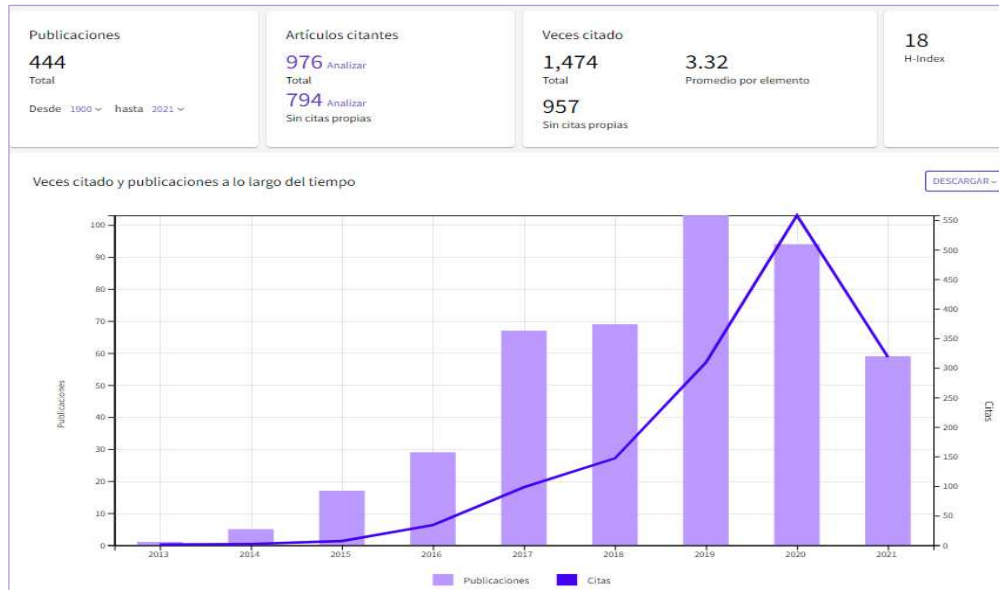 Publicaciones
444
Total
Desde 1900 hasta 2021
Artículos citantes
976 Analizar
Total
794 Analizar
Sin citas propias
Veces citado
1,474
Total
957
Sin citas propias
3.32
Promedio por elemento
18
H-Index
Veces citado y publicaciones a lo largo del tiempo
DESCARGAR
Publicaciones
100
90
80
70
60
50
40
30
20
10
0
550
500
450
400
350
300
250
200
150
100
50
0
Citas
2013 2014 2015 2016 2017 2018 2019 2020 2021
Publicaciones Citas